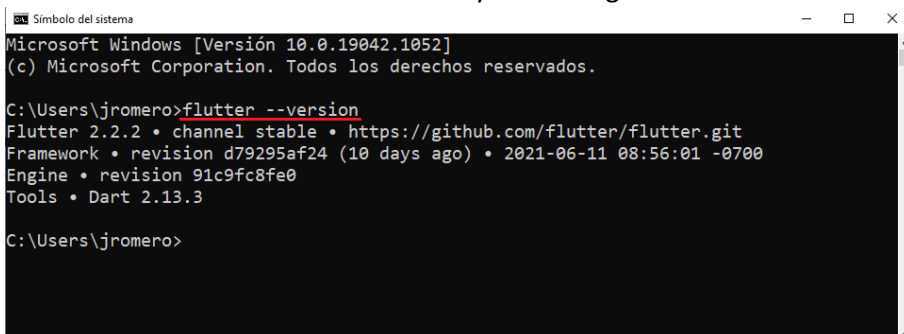 Símbolo del sistema
Microsoft Windows [Versión 10.0.19042.1052]
(c) Microsoft Corporation. Todos los derechos reservados.
C:\Users\jromero>flutter --version
Flutter 2.2.2 • channel stable • https://github.com/flutter/flutter.git
Framework • revision d79295af24 (10 days ago) • 2021-06-11 08:56:01 -0700
Engine • revision 91c9fc8fe0
Tools • Dart 2.13.3
C:\Users\jromero>